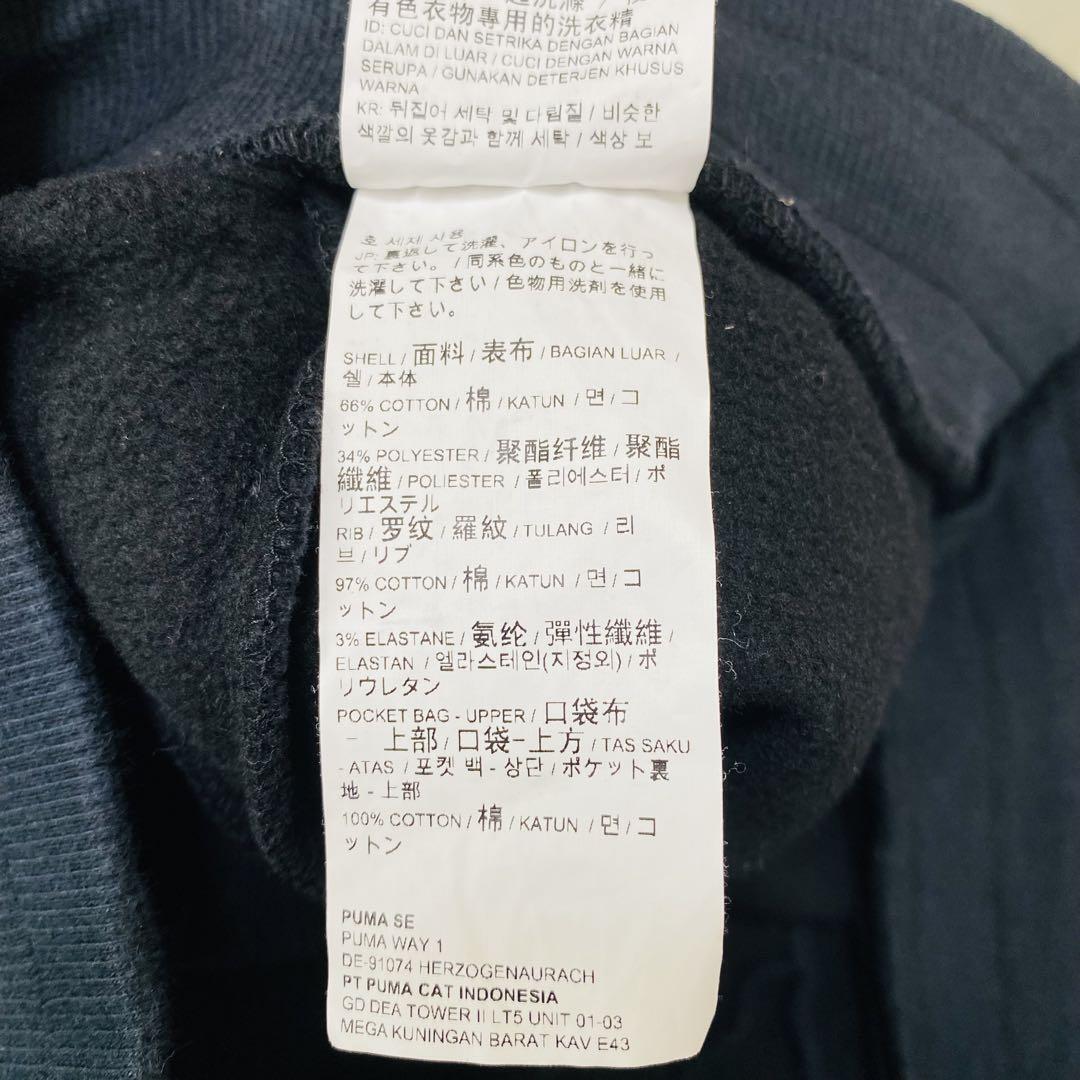 有色衣物專用的洗衣精
ID: CUCI DAN SETRIKA DENGAN BAGIAN
DALAM DI LUAR / CUCI DENGAN WARNA
SERUPA / GUNAKAN DETERJEN KHUSUS
WARNA
KR: 뒤집어 세탁 및 다림질 / 비슷한
색깔의 옷감과 함께 세탁 / 색상 보
호 세제 사용
JP: 裏返して洗濯、アイロンを行っ
て下さい。 / 同系色のものと一緒に
洗濯して下さい / 色物用洗剤を使用
して下さい。
SHELL / 面料 / 表布 / BAGIAN LUAR /
쉘 / 本体
66% COTTON / 棉 / KATUN / 면 / コ
ットン
34% POLYESTER / 聚酯纤维 / 聚酯
纖維 / POLIESTER / 폴리에스터 / ポ
リエステル
RIB / 罗纹 / 羅紋 / TULANG / 리
브 / リブ
97% COTTON / 棉 / KATUN / 면 / コ
ットン
3% ELASTANE / 氨纶 / 彈性纖維 /
ELASTAN / 엘라스테인(지정외) / ポ
リウレタン
POCKET BAG - UPPER / 口袋布
- 上部 / 口袋-上方 / TAS SAKU
- ATAS / 포켓 백 - 상단 / ポケット裏
地 - 上部
100% COTTON / 棉 / KATUN / 면 / コ
ットン
PUMA SE
PUMA WAY 1
DE-91074 HERZOGENAURACH
PT PUMA CAT INDONESIA
GD DEA TOWER II LT5 UNIT 01-03
MEGA KUNINGAN BARAT KAV E43